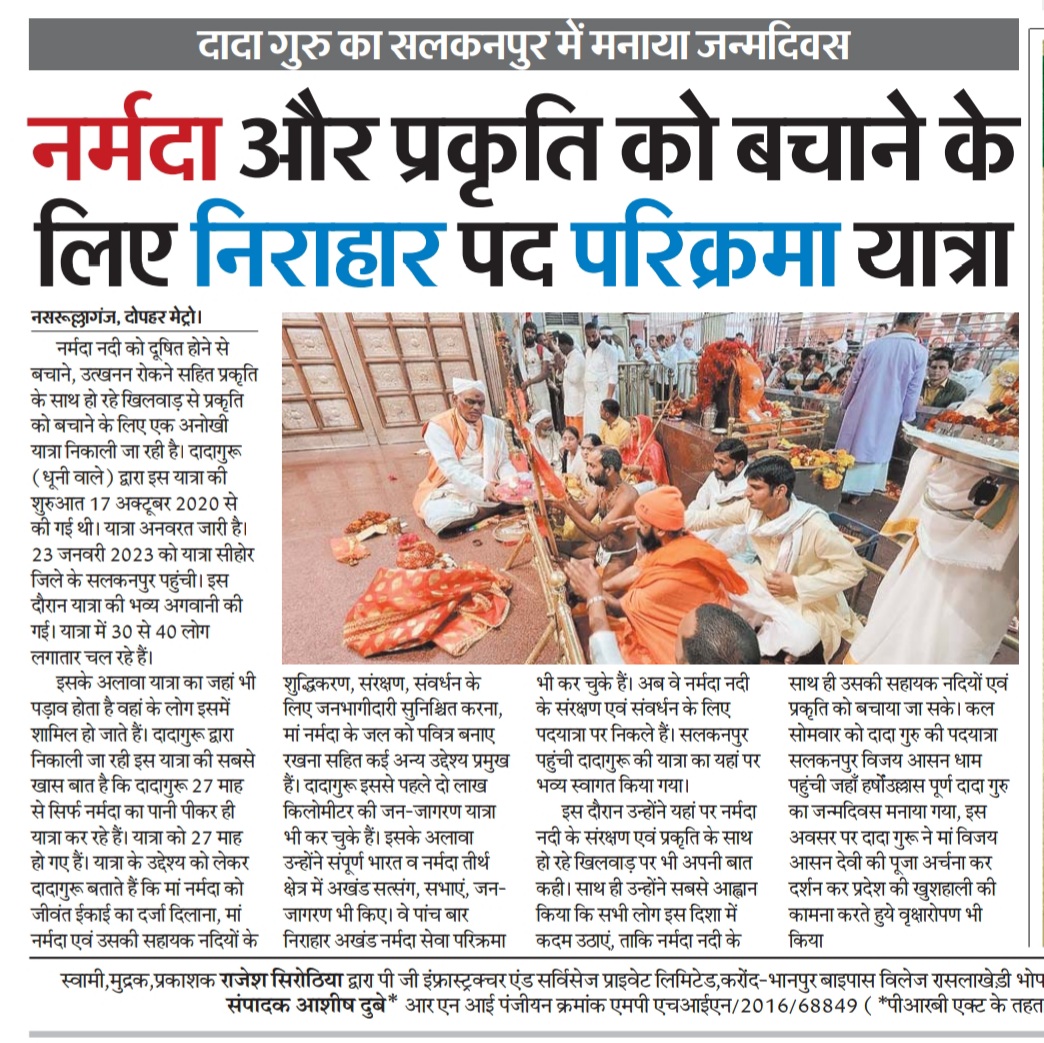 दादा गुरु का सलकनपुर में मनाया जन्मदिवस
नर्मदा और प्रकृति को बचाने के
लिए निराहार पद परिक्रमा यात्रा
नसरूल्लागंज, दोपहर मेट्रो।
नर्मदा नदी को दूषित होने से
बचाने, उत्खनन रोकने सहित प्रकृति
के साथ हो रहे खिलवाड़ से प्रकृति
को बचाने के लिए एक अनोखी
यात्रा निकाली जा रही है। दादागुरू
(धूनी वाले) द्वारा इस यात्रा की
शुरुआत 17 अक्टूबर 2020 से
की गई थी। यात्रा अनवरत जारी है।
23 जनवरी 2023 को यात्रा सीहोर
जिले के सलकनपुर पहुंची। इस
दौरान यात्रा की भव्य अगवानी की
गई। यात्रा में 30 से 40 लोग
लगातार चल रहे हैं।
इसके अलावा यात्रा का जहां भी
पड़ाव होता है वहां के लोग इसमें
शामिल हो जाते हैं। दादागुरू द्वारा
निकाली जा रही इस यात्रा की सबसे
खास बात है कि दादागुरू 27 माह
से सिर्फ नर्मदा का पानी पीकर ही
यात्रा कर रहे हैं। यात्रा को 27 माह
हो गए हैं। यात्रा के उद्देश्य को लेकर
दादागुरू बताते हैं कि मां नर्मदा को
जीवंत ईकाई का दर्जा दिलाना, मां
नर्मदा एवं उसकी सहायक नदियों के
शुद्धिकरण, संरक्षण, संवर्धन के
लिए जनभागीदारी सुनिश्चित करना,
मां नर्मदा के जल को पवित्र बनाए
रखना सहित कई अन्य उद्देश्य प्रमुख
हैं। दादागुरू इससे पहले दो लाख
किलोमीटर की जन-जागरण यात्रा
भी कर चुके हैं। इसके अलावा
उन्होंने संपूर्ण भारत व नर्मदा तीर्थ
क्षेत्र में अखंड सत्संग, सभाएं, जन-
जागरण भी किए। वे पांच बार
निराहार अखंड नर्मदा सेवा परिक्रमा
भी कर चुके हैं। अब वे नर्मदा नदी
के संरक्षण एवं संवर्धन के लिए
पदयात्रा पर निकले हैं। सलकनपुर
पहुंची दादागुरू की यात्रा का यहां पर
भव्य स्वागत किया गया।
इस दौरान उन्होंने यहां पर नर्मदा
नदी के संरक्षण एवं प्रकृति के साथ
हो रहे खिलवाड़ पर भी अपनी बात
कही। साथ ही उन्होंने सबसे आह्वान
किया कि सभी लोग इस दिशा में
कदम उठाएं, ताकि नर्मदा नदी के
साथ ही उसकी सहायक नदियों एवं
प्रकृति को बचाया जा सके। कल
सोमवार को दादा गुरु की पदयात्रा
सलकनपुर विजय आसन धाम
पहुंची जहाँ हर्षोउल्लास पूर्ण दादा गुरु
का जन्मदिवस मनाया गया, इस
अवसर पर दादा गुरू ने मां विजय
आसन देवी की पूजा अर्चना कर
दर्शन कर प्रदेश की खुशहाली की
कामना करते हुये वृक्षारोपण भी
किया
स्वामी,मुद्रक,प्रकाशक राजेश सिरोठिया द्वारा पी जी इंफ्रास्ट्रक्चर एंड सर्विसेज प्राइवेट लिमिटेड,करोंद-भानपुर बाइपास विलेज रासलाखेड़ी भोप
संपादक आशीष दुबे* आर एन आई पंजीयन क्रमांक एमपी एचआईएन/2016/68849 ( *पीआरबी एक्ट के तहत